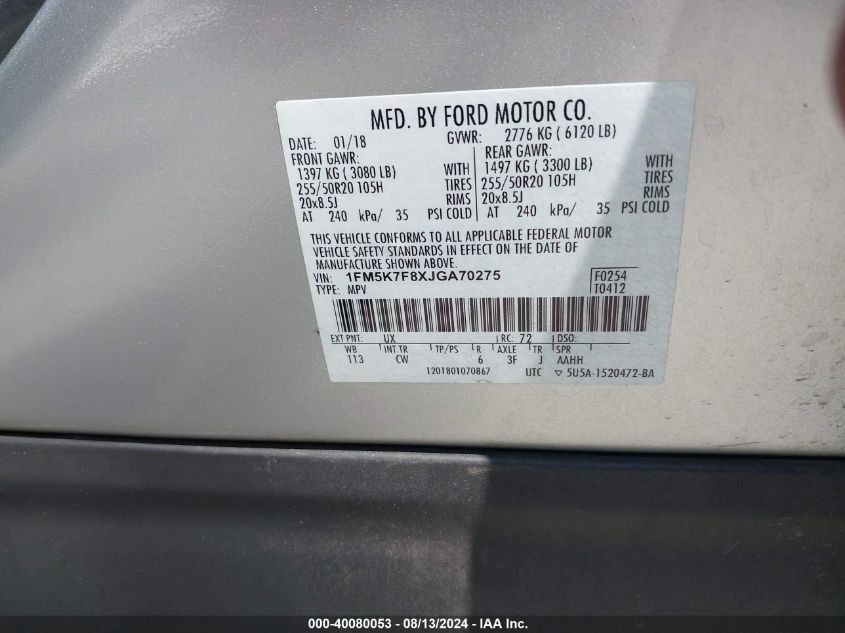 MFD. BY FORD MOTOR CO.
DATE: 01/18 GVWR: 2776 KG ( 6120 LB)
FRONT GAWR: REAR GAWR:
1397 KG ( 3080 LB) WITH 1497 KG ( 3300 LB) WITH
255/50R20 105H TIRES 255/50R20 105H TIRES
20x8.5J RIMS 20x8.5J RIMS
AT 240 kPa/ 35 PSI COLD AT 240 kPa/ 35 PSI COLD
THIS VEHICLE CONFORMS TO ALL APPLICABLE FEDERAL MOTOR
VEHICLE SAFETY STANDARDS IN EFFECT ON THE DATE OF
MANUFACTURE SHOWN ABOVE.
VIN: 1FM5K7F8XJGA70275 F0254
TYPE: MPV T0412
EXT PNT: UX RC: 72 DSO:
WB INT TR TP/PS R AXLE TR SPR
113 CW 6 3F J AAHH
1201801070867 UTC ▽ 5U5A-1520472-BA
000-40080053 - 08/13/2024 - IAA Inc.